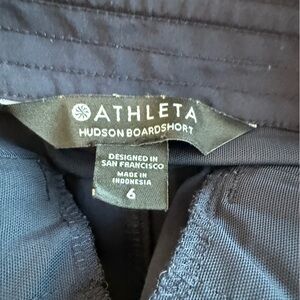 ATHLETA
HUDSON BOARDSHORT
DESIGNED IN
SAN FRANCISCO
MADE IN
INDONESIA
6